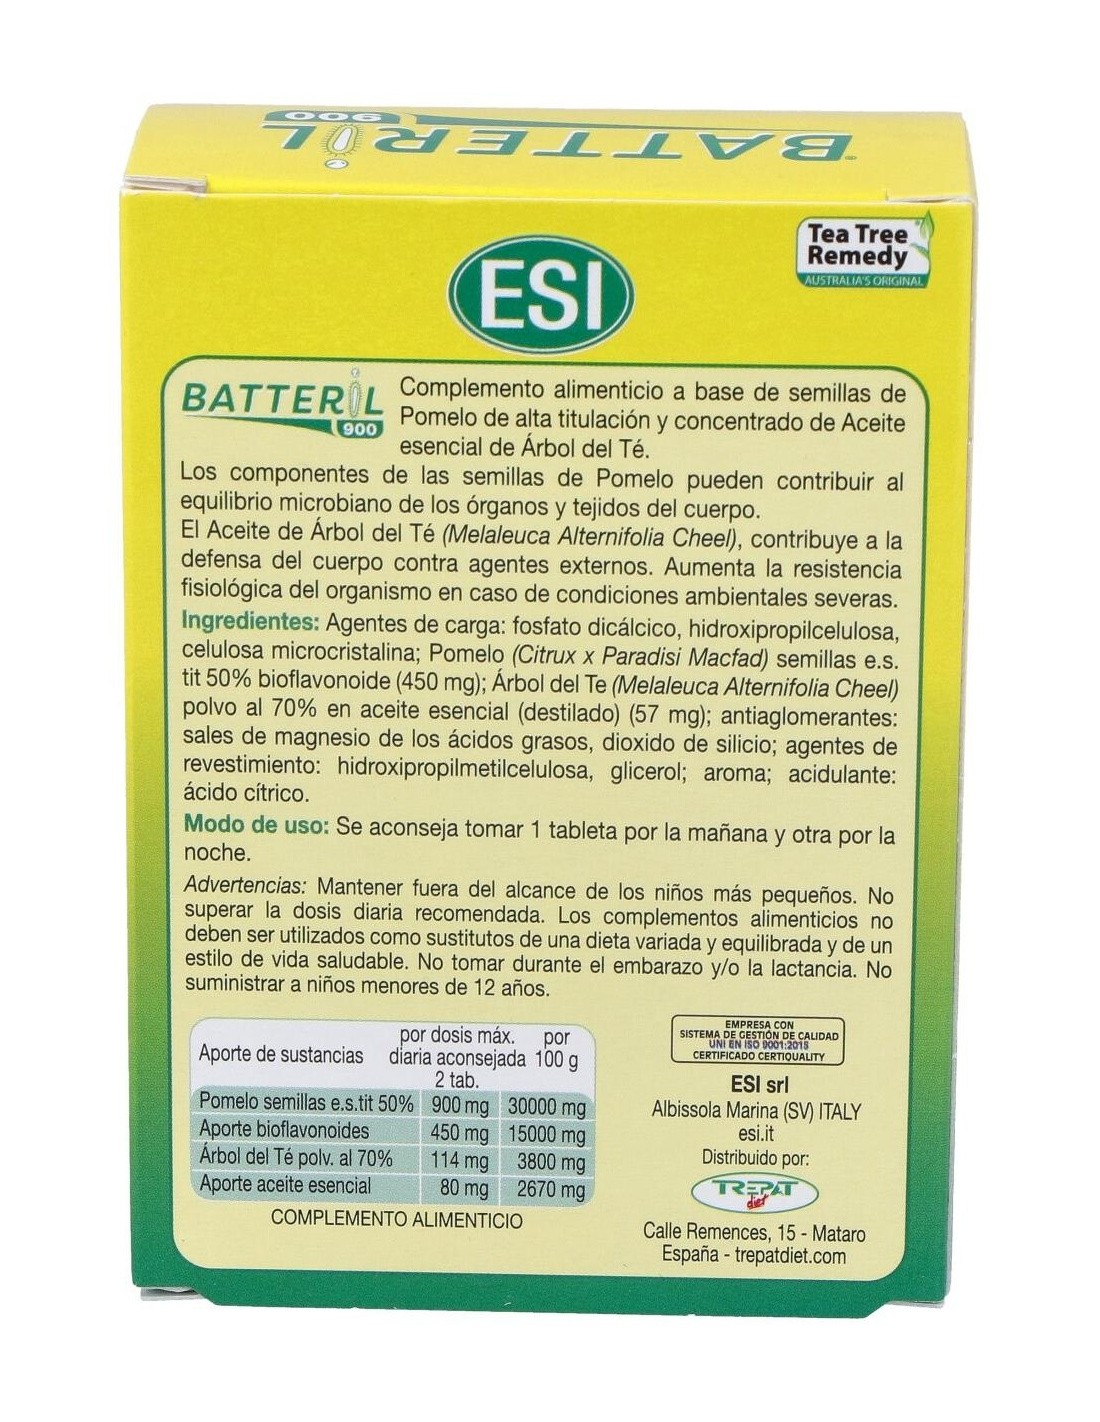 BATTERIL
900
Tea Tree
Remedy
AUSTRALIA'S ORIGINAL
ESI
BATTERIL
900
Complemento alimenticio a base de semillas de
Pomelo de alta titulación y concentrado de Aceite
esencial de Árbol del Té.
Los componentes de las semillas de Pomelo pueden contribuir al
equilibrio microbiano de los órganos y tejidos del cuerpo.
El Aceite de Árbol del Té (Melaleuca Alternifolia Cheel), contribuye a la
defensa del cuerpo contra agentes externos. Aumenta la resistencia
fisiológica del organismo en caso de condiciones ambientales severas.
Ingredientes: Agentes de carga: fosfato dicálcico, hidroxipropilcelulosa,
celulosa microcristalina; Pomelo (Citrux x Paradisi Macfad) semillas e.s.
tit 50% bioflavonoide (450 mg); Árbol del Te (Melaleuca Alternifolia Cheel)
polvo al 70% en aceite esencial (destilado) (57 mg); antiaglomerantes:
sales de magnesio de los ácidos grasos, dioxido de silicio; agentes de
revestimiento: hidroxipropilmetilcelulosa, glicerol; aroma; acidulante:
ácido cítrico.
Modo de uso: Se aconseja tomar 1 tableta por la mañana y otra por la
noche.
Advertencias: Mantener fuera del alcance de los niños más pequeños. No
superar la dosis diaria recomendada. Los complementos alimenticios no
deben ser utilizados como sustitutos de una dieta variada y equilibrada y de un
estilo de vida saludable. No tomar durante el embarazo y/o la lactancia. No
suministrar a niños menores de 12 años.
Aporte de sustancias por dosis máx. diaria aconsejada 2 tab. por 100 g
Pomelo semillas e.s.tit 50% 900 mg 30000 mg
Aporte bioflavonoides 450 mg 15000 mg
Árbol del Té polv. al 70% 114 mg 3800 mg
Aporte aceite esencial 80 mg 2670 mg
COMPLEMENTO ALIMENTICIO
EMPRESA CON
SISTEMA DE GESTIÓN DE CALIDAD
UNI EN ISO 9001:2015
CERTIFICADO CERTIQUALITY
ESI srl
Albissola Marina (SV) ITALY
esi.it
Distribuido por:
TREPAT
diet
Calle Remences, 15 - Mataro
España - trepatdiet.com